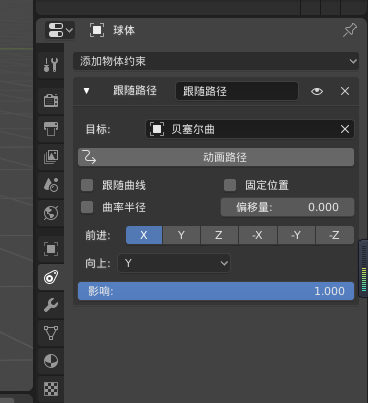 球体
添加物体约束
跟随路径 跟随路径
目标: 贝塞尔曲
动画路径
跟随曲线 固定位置
曲率半径 偏移量: 0.000
前进: X Y Z -X -Y -Z
向上: Y
影响: 1.000